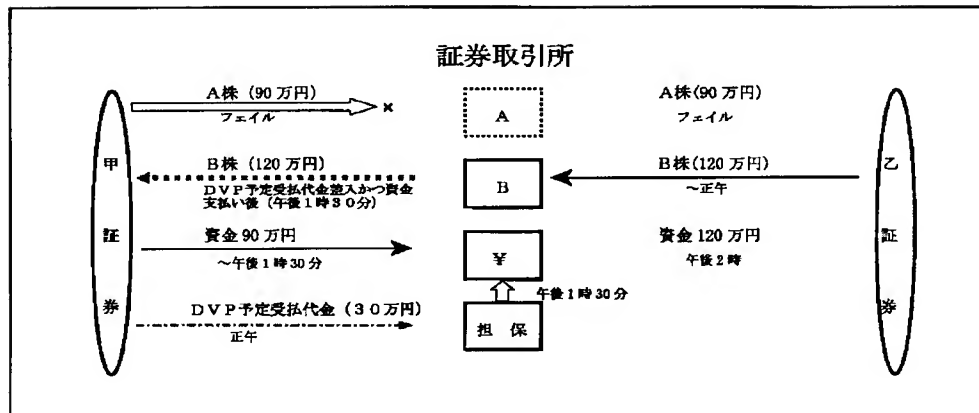 証券取引所
A株(90万円)
フェイル
×
A
A株(90万円)
フェイル
甲証券
B株(120万円)
DVP予定受払代金差入かつ資金
支払い後(午後1時30分)
B
B株(120万円)
~正午
乙証券
資金90万円
~午後1時30分
¥
資金120万円
午後2時
午後1時30分
DVP予定受払代金(30万円)
正午
担 保